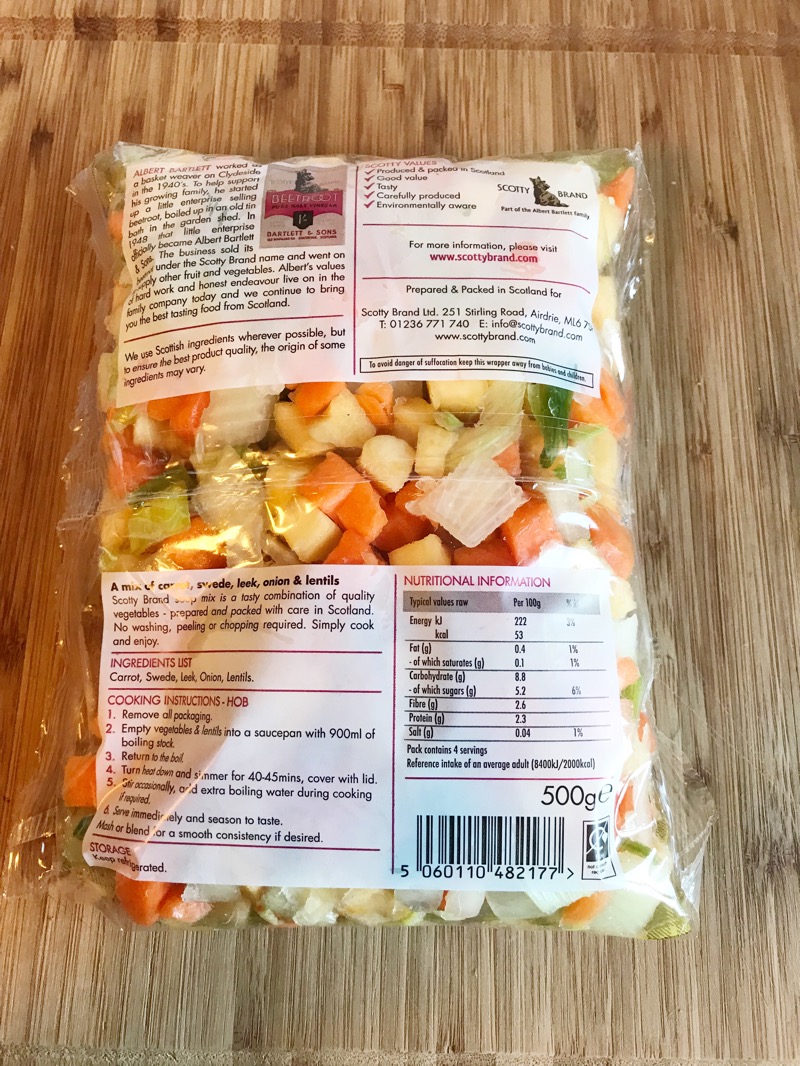 ALBERT BARTLETT worked as
a basket weaver on Clydeside
in the 1940's. To help support
his growing family, he started
up a little enterprise selling
beetroot, boiled up in an old tin
bath in the garden shed. In
1948 that little enterprise
officially became Albert Bartlett
& Sons. The business sold its
beetroot under the Scotty Brand name and went on
supply other fruit and vegetables. Albert's values
of hard work and honest endeavour live on in the
family company today and we continue to bring
you the best tasting food from Scotland.
BEETROOT
BARTLETT & SONS
We use Scottish ingredients wherever possible, but
to ensure the best product quality, the origin of some
ingredients may vary.
SCOTTY VALUES
✓ Produced & packed in Scotland
✓ Good value
✓ Tasty
✓ Carefully produced
✓ Environmentally aware
SCOTTY BRAND
Part of the Albert Bartlett family
For more information, please visit
www.scottybrand.com
Prepared & Packed in Scotland for
Scotty Brand Ltd. 251 Stirling Road, Airdrie, ML6
T: 01236 771 740 E: info@scottybrand.com
www.scottybrand.com
To avoid danger of suffocation keep this wrapper away from babies and children.
A mix of carrot, swede, leek, onion & lentils
Scotty Brand soup mix is a tasty combination of quality
vegetables - prepared and packed with care in Scotland.
No washing, peeling or chopping required. Simply cook
and enjoy.
INGREDIENTS LIST
Carrot, Swede, Leek, Onion, Lentils.
COOKING INSTRUCTIONS - HOB
1. Remove all packaging.
2. Empty vegetables & lentils into a saucepan with 900ml of
boiling stock.
3. Return to the boil.
4. Turn heat down and simmer for 40-45mins, cover with lid.
5. Stir occasionally, add extra boiling water during cooking
if required.
6. Serve immediately and season to taste.
Mash or blend for a smooth consistency if desired.
STORAGE
Keep refrigerated.
NUTRITIONAL INFORMATION
Typical values raw Per 100g
Energy kJ 222 3%
kcal 53
Fat (g) 0.4 1%
- of which saturates (g) 0.1 1%
Carbohydrate (g) 8.8
- of which sugars (g) 5.2 6%
Fibre (g) 2.6
Protein (g) 2.3
Salt (g) 0.04 1%
Pack contains 4 servings
Reference intake of an average adult (8400kJ/2000kcal)
500g e
5 060110 482177 >